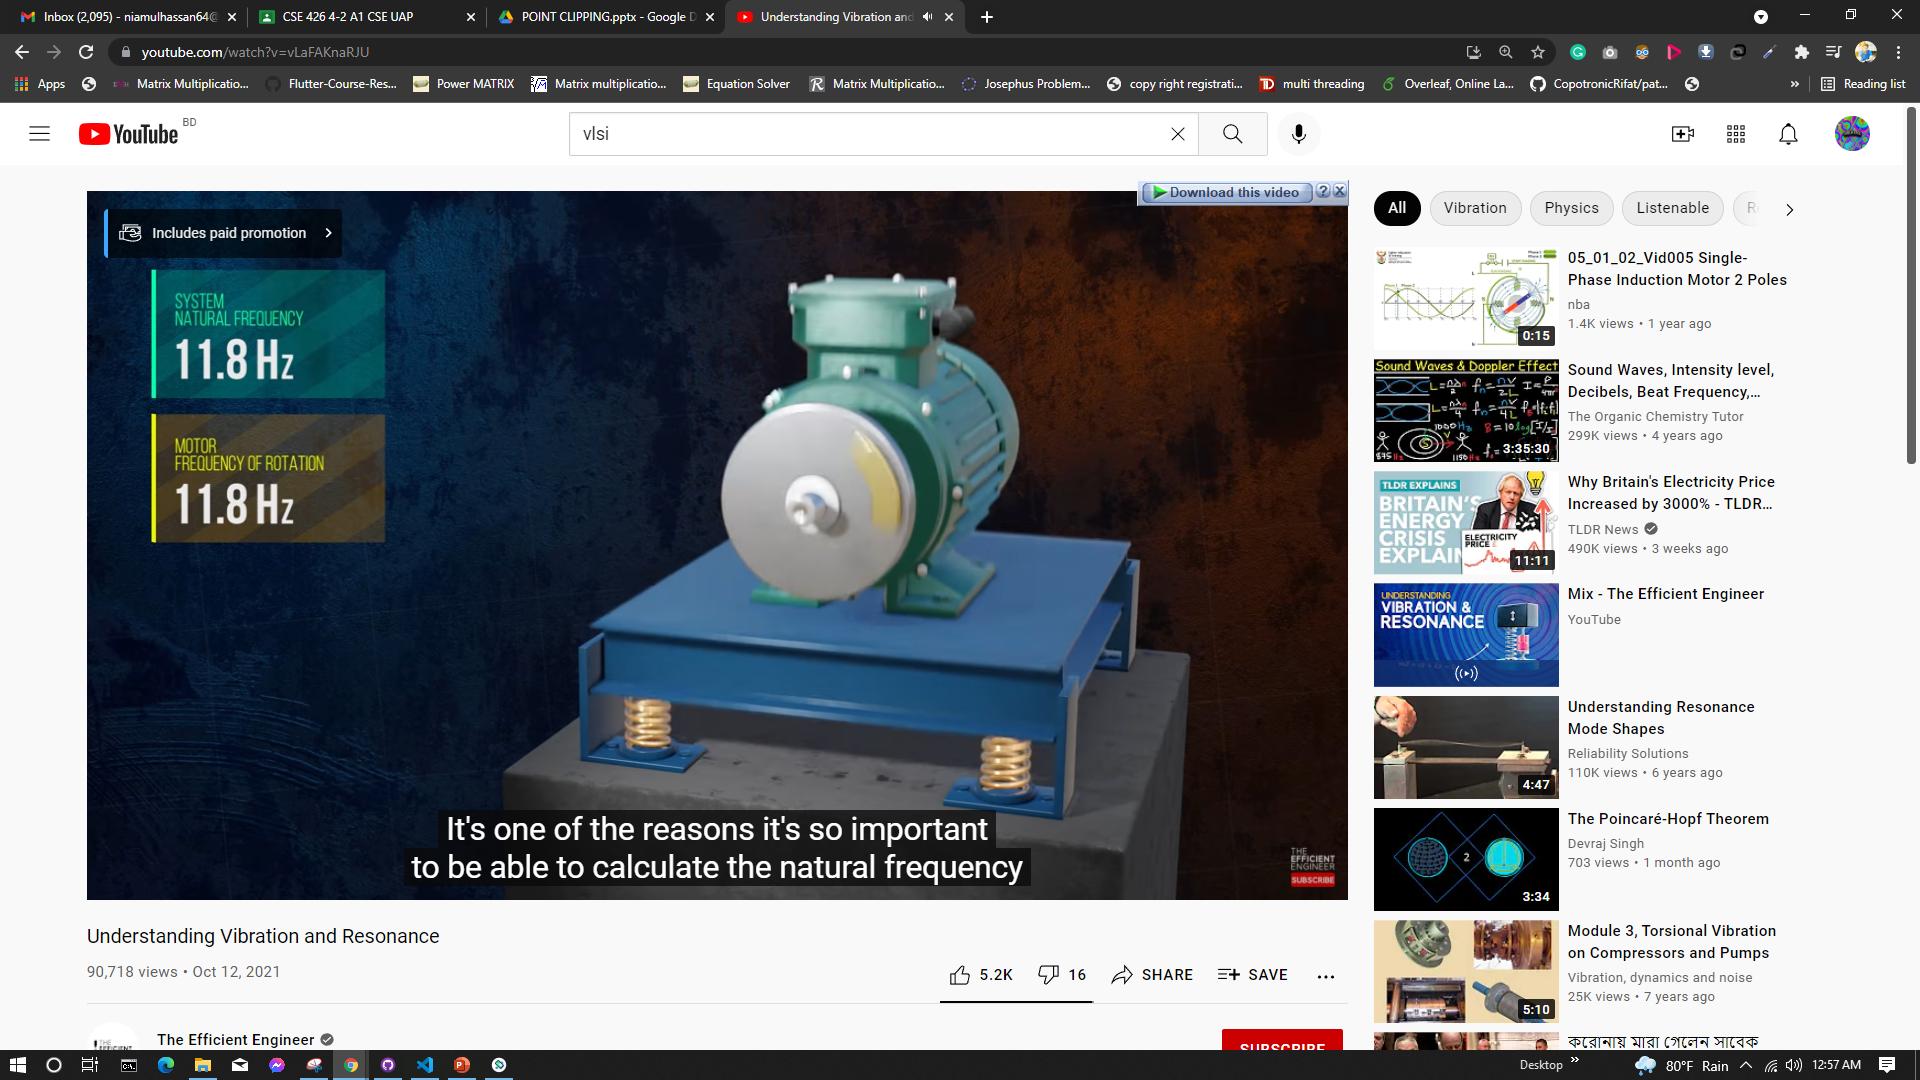 Inbox (2,095) - niamulhassan64@
CSE 426 4-2 A1 CSE UAP
POINT CLIPPING.pptx - Google D
Understanding Vibration and
youtube.com/watch?v=vLaFAKnaRJU
Apps
Matrix Multiplicatio...
Flutter-Course-Res...
Power MATRIX
Matrix multiplicatio...
Equation Solver
Matrix Multiplicatio...
Josephus Problem...
copy right registrati...
multi threading
Overleaf, Online La...
CopotronicRifat/pat...
»
Reading list
YouTube BD
vlsi
Download this video
Includes paid promotion
SYSTEM
NATURAL FREQUENCY
11.8 Hz
MOTOR
FREQUENCY OF ROTATION
11.8 Hz
It's one of the reasons it's so important
to be able to calculate the natural frequency
THE
EFFICIENT
ENGINEER
SUBSCRIBE
Understanding Vibration and Resonance
90,718 views • Oct 12, 2021
5.2K
16
SHARE
SAVE
The Efficient Engineer
SUBSCRIBE
All
Vibration
Physics
Listenable
05_01_02_Vid005 Single-
Phase Induction Motor 2 Poles
nba
1.4K views • 1 year ago
0:15
Sound Waves & Doppler Effect
3:35:30
Sound Waves, Intensity level,
Decibels, Beat Frequency,...
The Organic Chemistry Tutor
299K views • 4 years ago
TLDR EXPLAINS
BRITAIN'S
ENERGY
CRISIS
EXPLAIN
ELECTRICITY
PRICE
11:11
Why Britain's Electricity Price
Increased by 3000% - TLDR...
TLDR News
490K views • 3 weeks ago
UNDERSTANDING
VIBRATION &
RESONANCE
Mix - The Efficient Engineer
YouTube
4:47
Understanding Resonance
Mode Shapes
Reliability Solutions
110K views • 6 years ago
2
3:34
The Poincaré-Hopf Theorem
Devraj Singh
703 views • 1 month ago
5:10
Module 3, Torsional Vibration
on Compressors and Pumps
Vibration, dynamics and noise
25K views • 7 years ago
করোনায় মারা গেলেন সাবেক
Desktop »
80°F Rain
12:57 AM